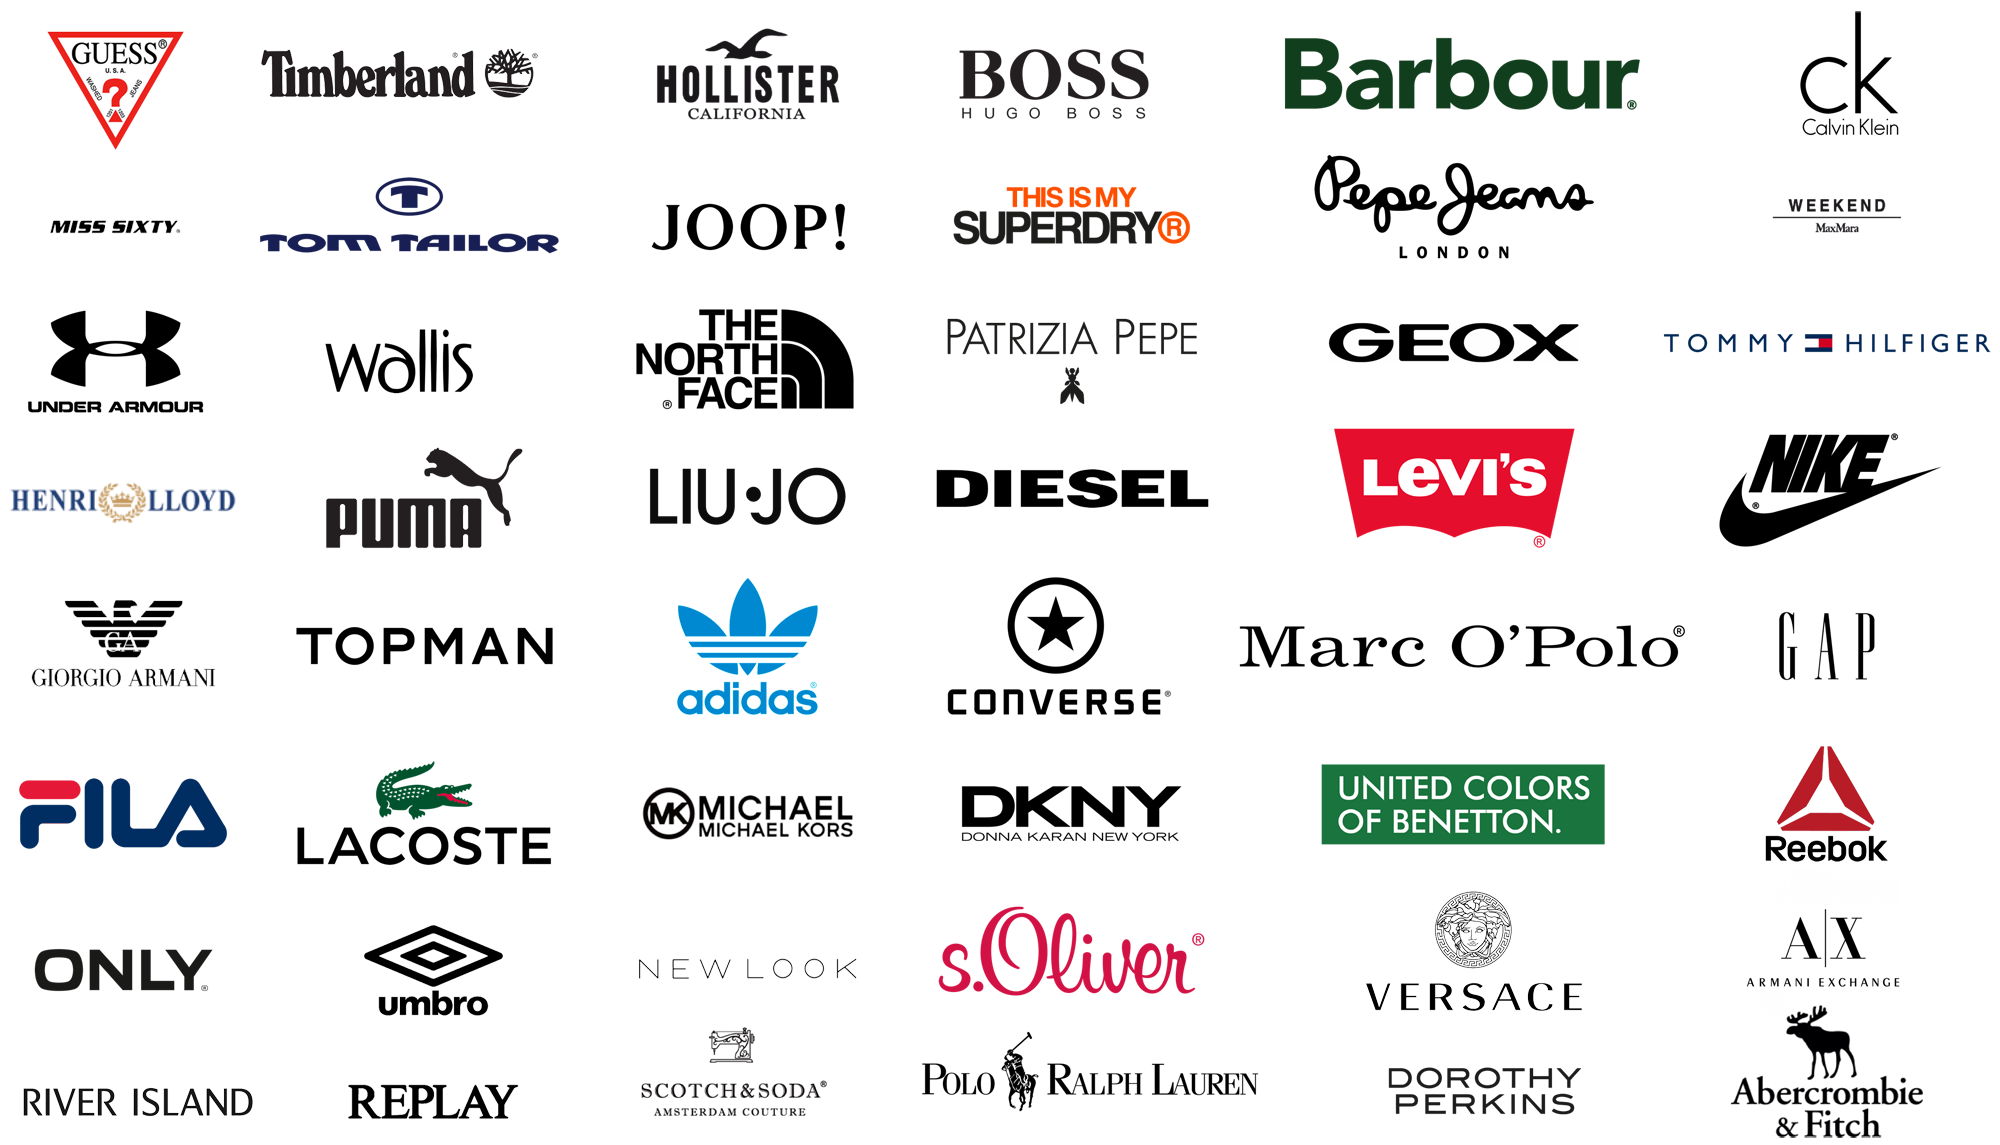 GUESS®
U.S.A.
WASHED
JEANS
?
Timberland®
®
HOLLISTER
CALIFORNIA
BOSS
HUGO BOSS
Barbour®
ck
Calvin Klein
MISS SIXTY®
T
TOM TAILOR
JOOP!
THIS IS MY
SUPERDRY®
Pepe Jeans
LONDON
WEEKEND
MaxMara
UNDER ARMOUR
wallis
THE
NORTH
® FACE
PATRIZIA PEPE
GEOX
TOMMY HILFIGER
HENRI LLOYD
PUMA
LIU·JO
DIESEL
LEVI'S
®
NIKE®
®
GA
GIORGIO ARMANI
TOPMAN
adidas®
CONVERSE®
Marc O'Polo®
GAP
FILA
LACOSTE
MK MICHAEL
MICHAEL KORS
DKNY
DONNA KARAN NEW YORK
UNITED COLORS
OF BENETTON.
Reebok
ONLY®
umbro
NEW LOOK
s.Oliver®
VERSACE
A|X
ARMANI EXCHANGE
RIVER ISLAND
REPLAY
SCOTCH&SODA®
AMSTERDAM COUTURE
POLO RALPH LAUREN
DOROTHY
PERKINS
Abercrombie
& Fitch